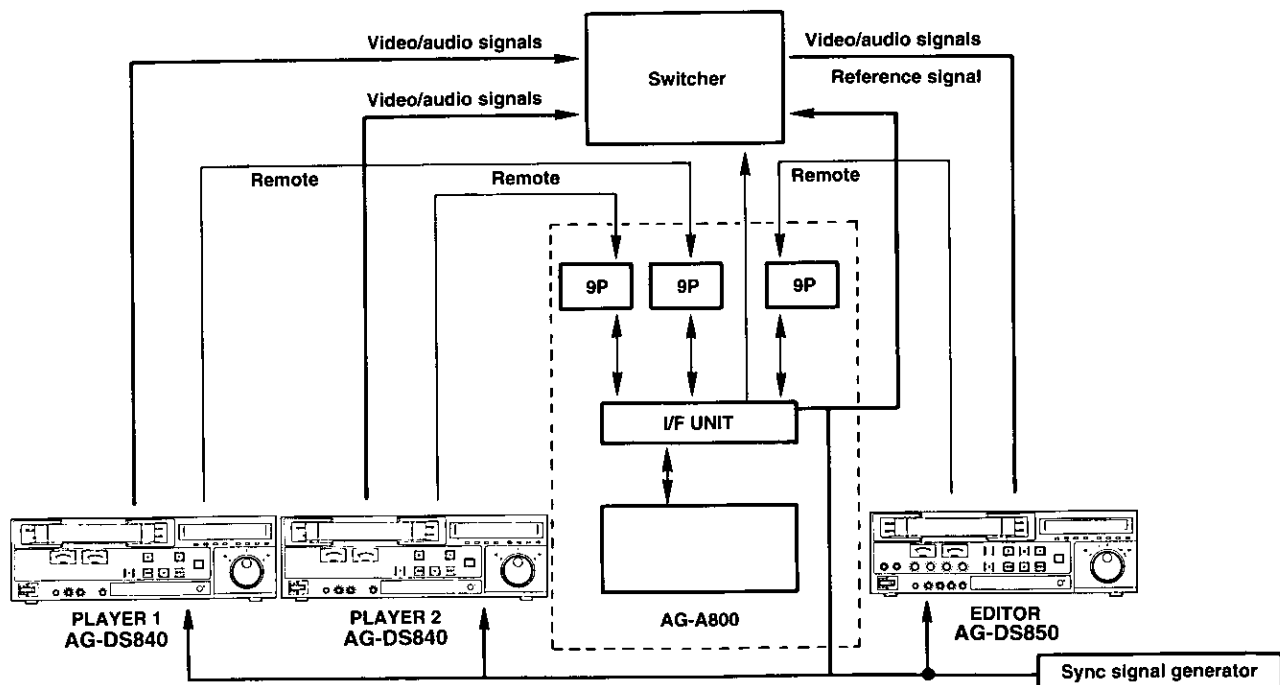 Video/audio signals
Switcher
Video/audio signals
Reference signal
Video/audio signals
Remote
Remote
Remote
9P
9P
9P
I/F UNIT
PLAYER 1
AG-DS840
PLAYER 2
AG-DS840
AG-A800
EDITOR
AG-DS850
Sync signal generator